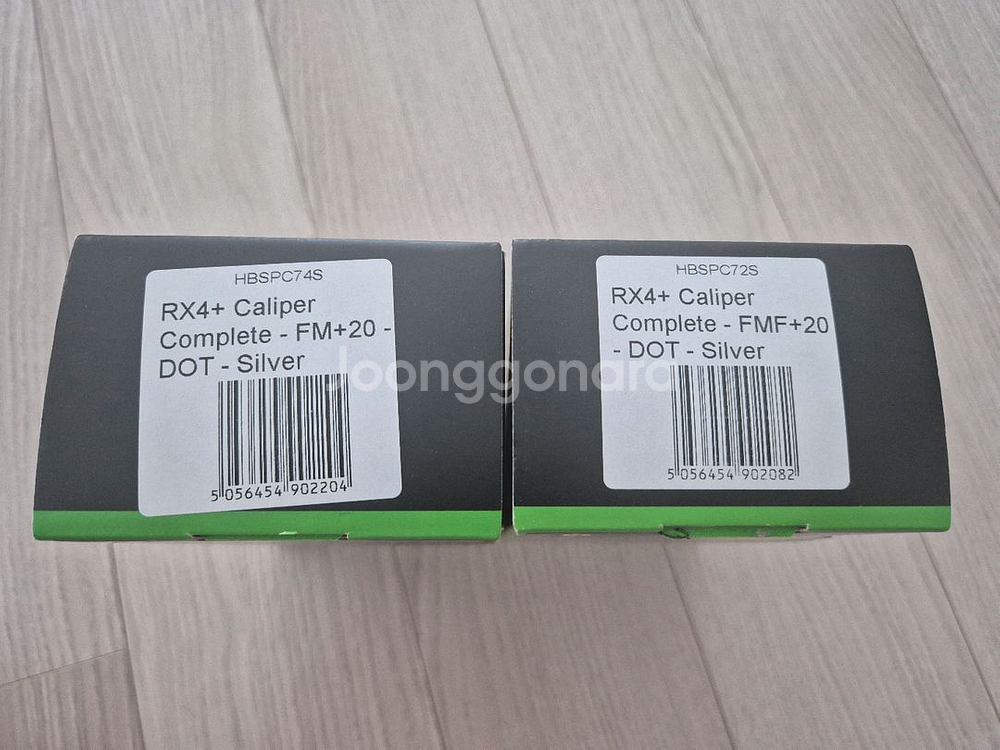 HBSPC74S
RX4+ Caliper
Complete - FM+20 -
DOT - Silver
5 056454 902204
HBSPC72S
RX4+ Caliper
Complete - FMF+20
- DOT - Silver
5 056454 902082
Joonggonara